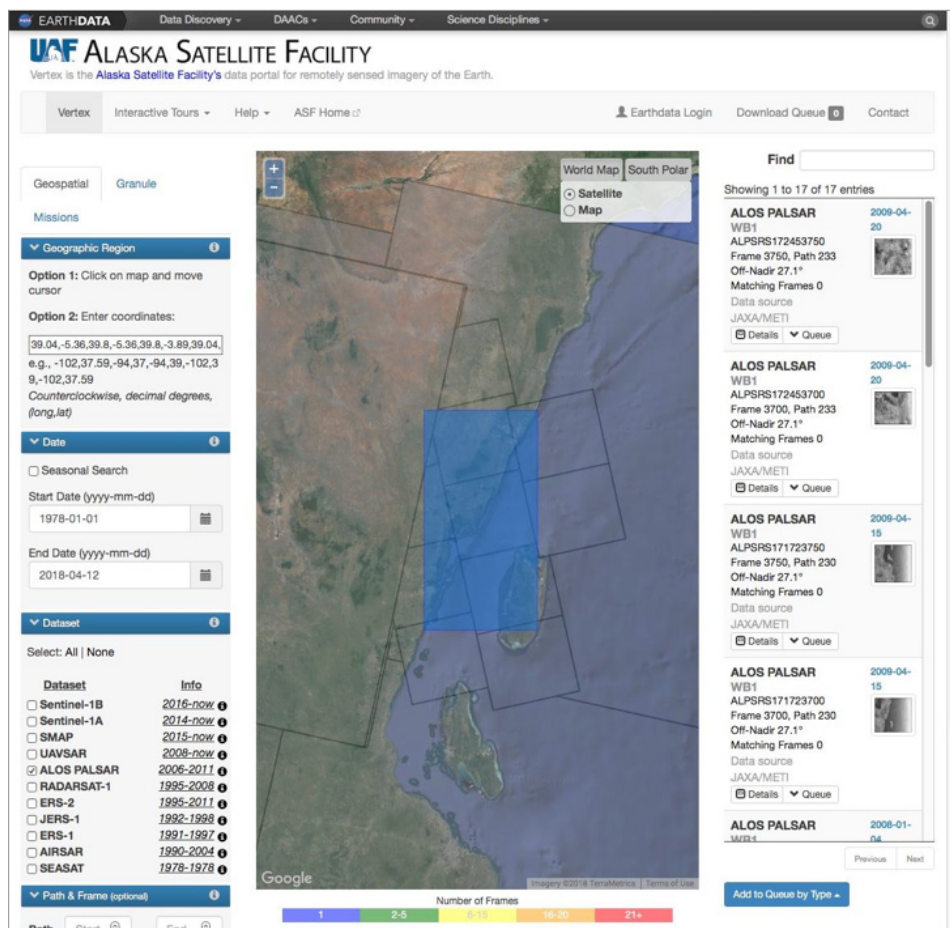 EARTHDATA
Data Discovery
DAACs
Community
Science Disciplines
UAF ALASKA SATELLITE FACILITY
Vertex is the Alaska Satellite Facility's data portal for remotely sensed imagery of the Earth.
Vertex
Interactive Tours
Help
ASF Home
Earthdata Login
Download Queue 0
Contact
Geospatial
Granule
Missions
Geographic Region
Option 1: Click on map and move
cursor
Option 2: Enter coordinates:
39.04,-5.36,39.8,-5.36,39.8,-3.89,39.04,
e.g., -102,37.59,-94,37,-94,39,-102,3
9,-102,37.59
Counterclockwise, decimal degrees,
(long,lat)
Date
Seasonal Search
Start Date (yyyy-mm-dd)
1978-01-01
End Date (yyyy-mm-dd)
2018-04-12
Dataset
Select: All | None
Dataset Info
Sentinel-1B 2016-now
Sentinel-1A 2014-now
SMAP 2015-now
UAVSAR 2008-now
ALOS PALSAR 2006-2011
RADARSAT-1 1995-2008
ERS-2 1995-2011
JERS-1 1992-1998
ERS-1 1991-1997
AIRSAR 1990-2004
SEASAT 1978-1978
Path & Frame (optional)
Path Start End
+
-
World Map
South Polar
Satellite
Map
Google
Imagery ©2018 TerraMetrics
Terms of Use
Number of Frames
1 2-5 6-15 16-20 21+
Find
Showing 1 to 17 of 17 entries
ALOS PALSAR 2009-04-
WB1 20
ALPSRS172453750
Frame 3750, Path 233
Off-Nadir 27.1°
Matching Frames 0
Data source
JAXA/METI
Details Queue
ALOS PALSAR 2009-04-
WB1 20
ALPSRS172453700
Frame 3700, Path 233
Off-Nadir 27.1°
Matching Frames 0
Data source
JAXA/METI
Details Queue
ALOS PALSAR 2009-04-
WB1 15
ALPSRS171723750
Frame 3750, Path 230
Off-Nadir 27.1°
Matching Frames 0
Data source
JAXA/METI
Details Queue
ALOS PALSAR 2009-04-
WB1 15
ALPSRS171723700
Frame 3700, Path 230
Off-Nadir 27.1°
Matching Frames 0
Data source
JAXA/METI
Details Queue
ALOS PALSAR 2008-01-
WB1 04
Previous
Next
Add to Queue by Type